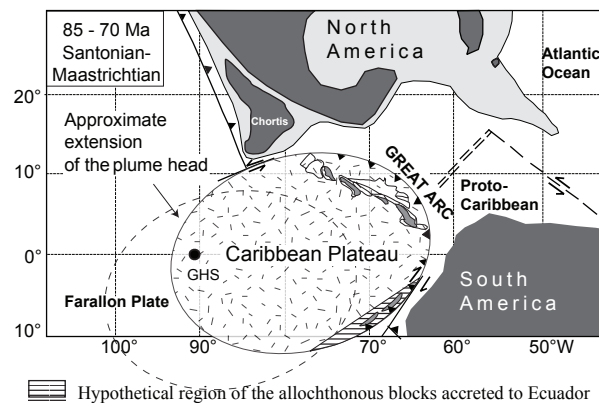 85 - 70 Ma
Santonian-
Maastrichtian
North
America
Atlantic
Ocean
20°
Chortis
Approximate
extension
of the plume head
10°
GREAT ARC
Proto-
Caribbean
0°
GHS
Caribbean Plateau
South
America
Farallon Plate
10°
100°
90°
70°
60°
50°W
Hypothetical region of the allochthonous blocks accreted to Ecuador